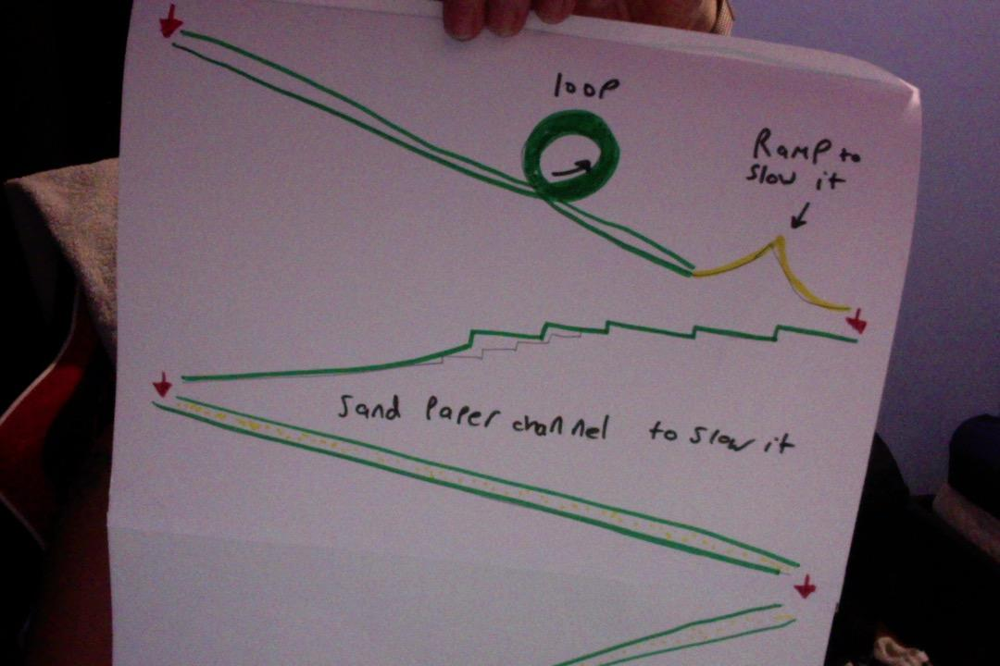 loop
Ramp to
slow it
Sand Paper channel to slow it